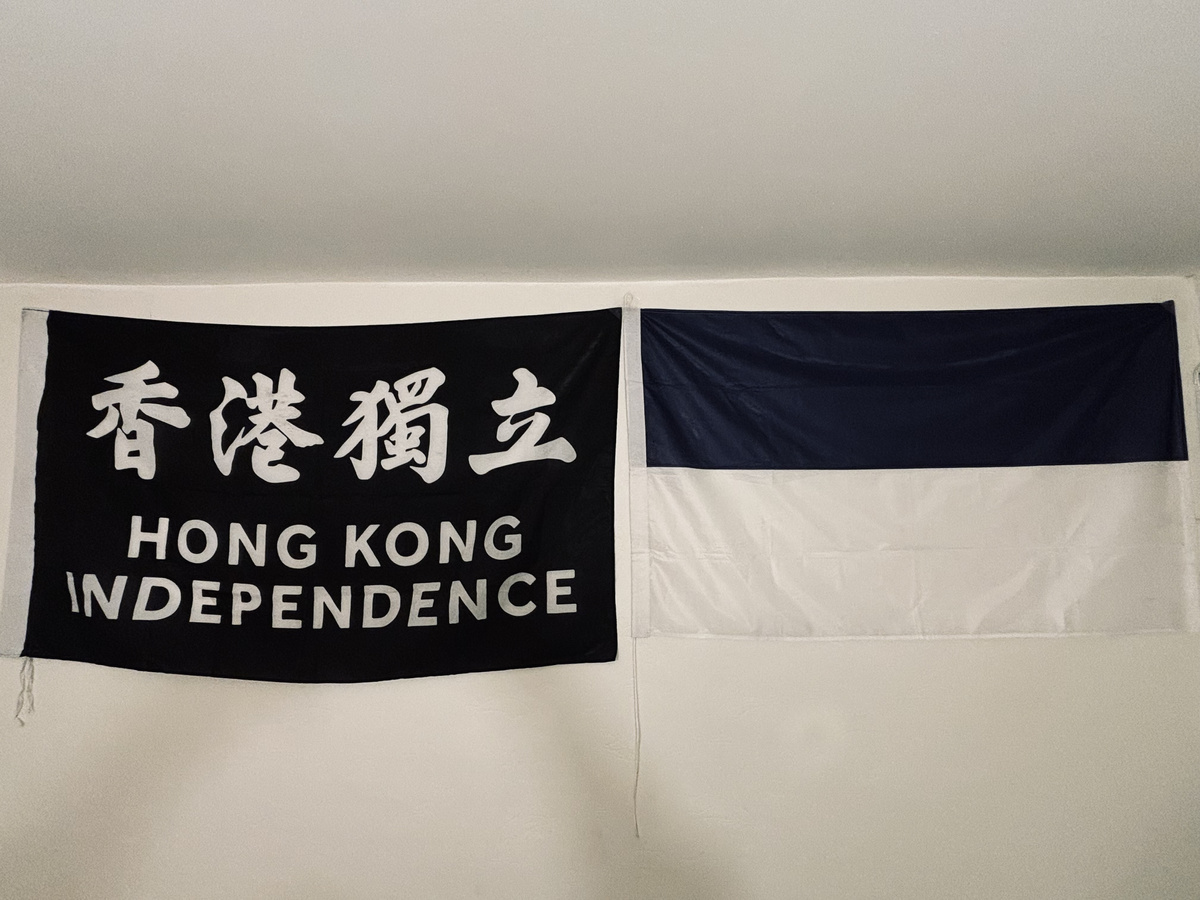 香港獨立
HONG KONG
INDEPENDENCE